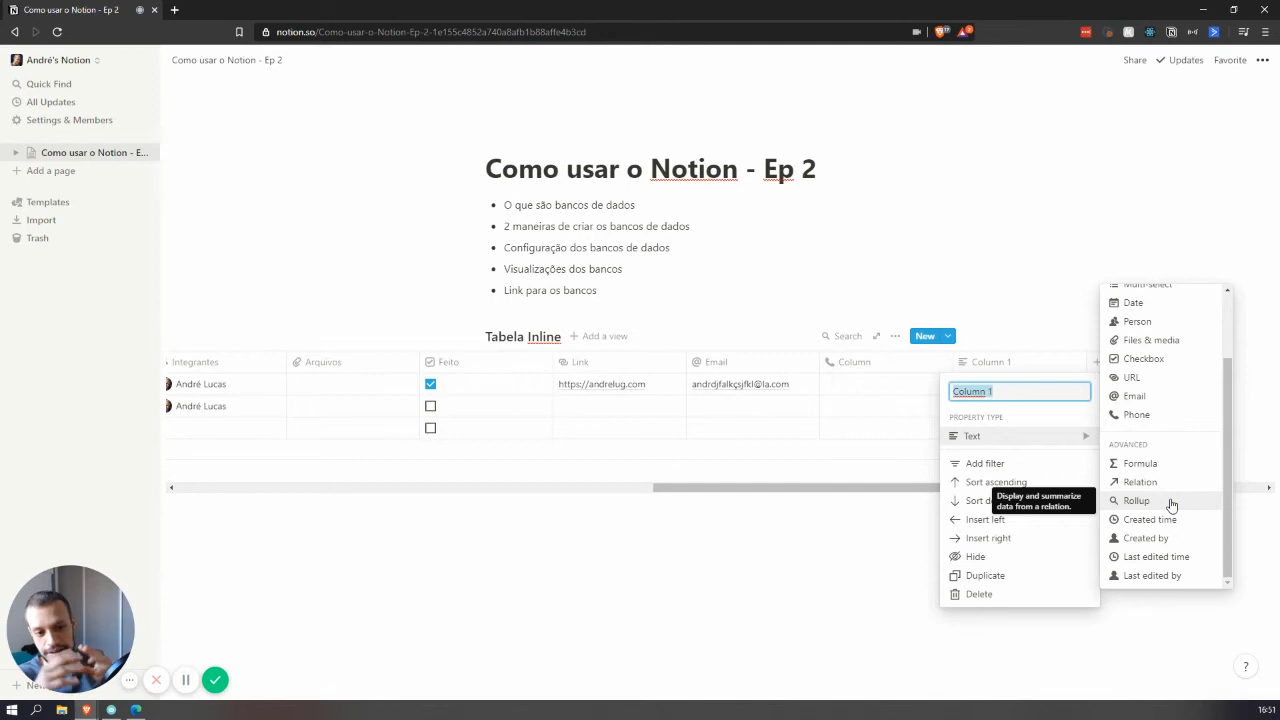 Como usar o Notion - Ep 2
notion.so/Como-usar-o-Notion-Ep-2-1e155c4852a740a8afb1b88affe4b3cd
André's Notion
Como usar o Notion - Ep 2
Share
Updates
Favorite
Quick Find
All Updates
Settings & Members
Como usar o Notion - E...
Add a page
Templates
Import
Trash
Como usar o Notion - Ep 2
O que são bancos de dados
2 maneiras de criar os bancos de dados
Configuração dos bancos de dados
Visualizações dos bancos
Link para os bancos
Tabela Inline
Add a view
Search
New
Integrantes
Arquivos
Feito
Link
Email
Column
Column 1
André Lucas
https://andrelug.com
andrdjfalkçsjfkl@la.com
André Lucas
Column 1
PROPERTY TYPE
Text
Add filter
Sort ascending
Insert left
Insert right
Hide
Duplicate
Delete
Display and summarize
data from a relation.
Multi-select
Date
Person
Files & media
Checkbox
URL
Email
Phone
ADVANCED
Formula
Relation
Rollup
Created time
Created by
Last edited time
Last edited by
?
16:51